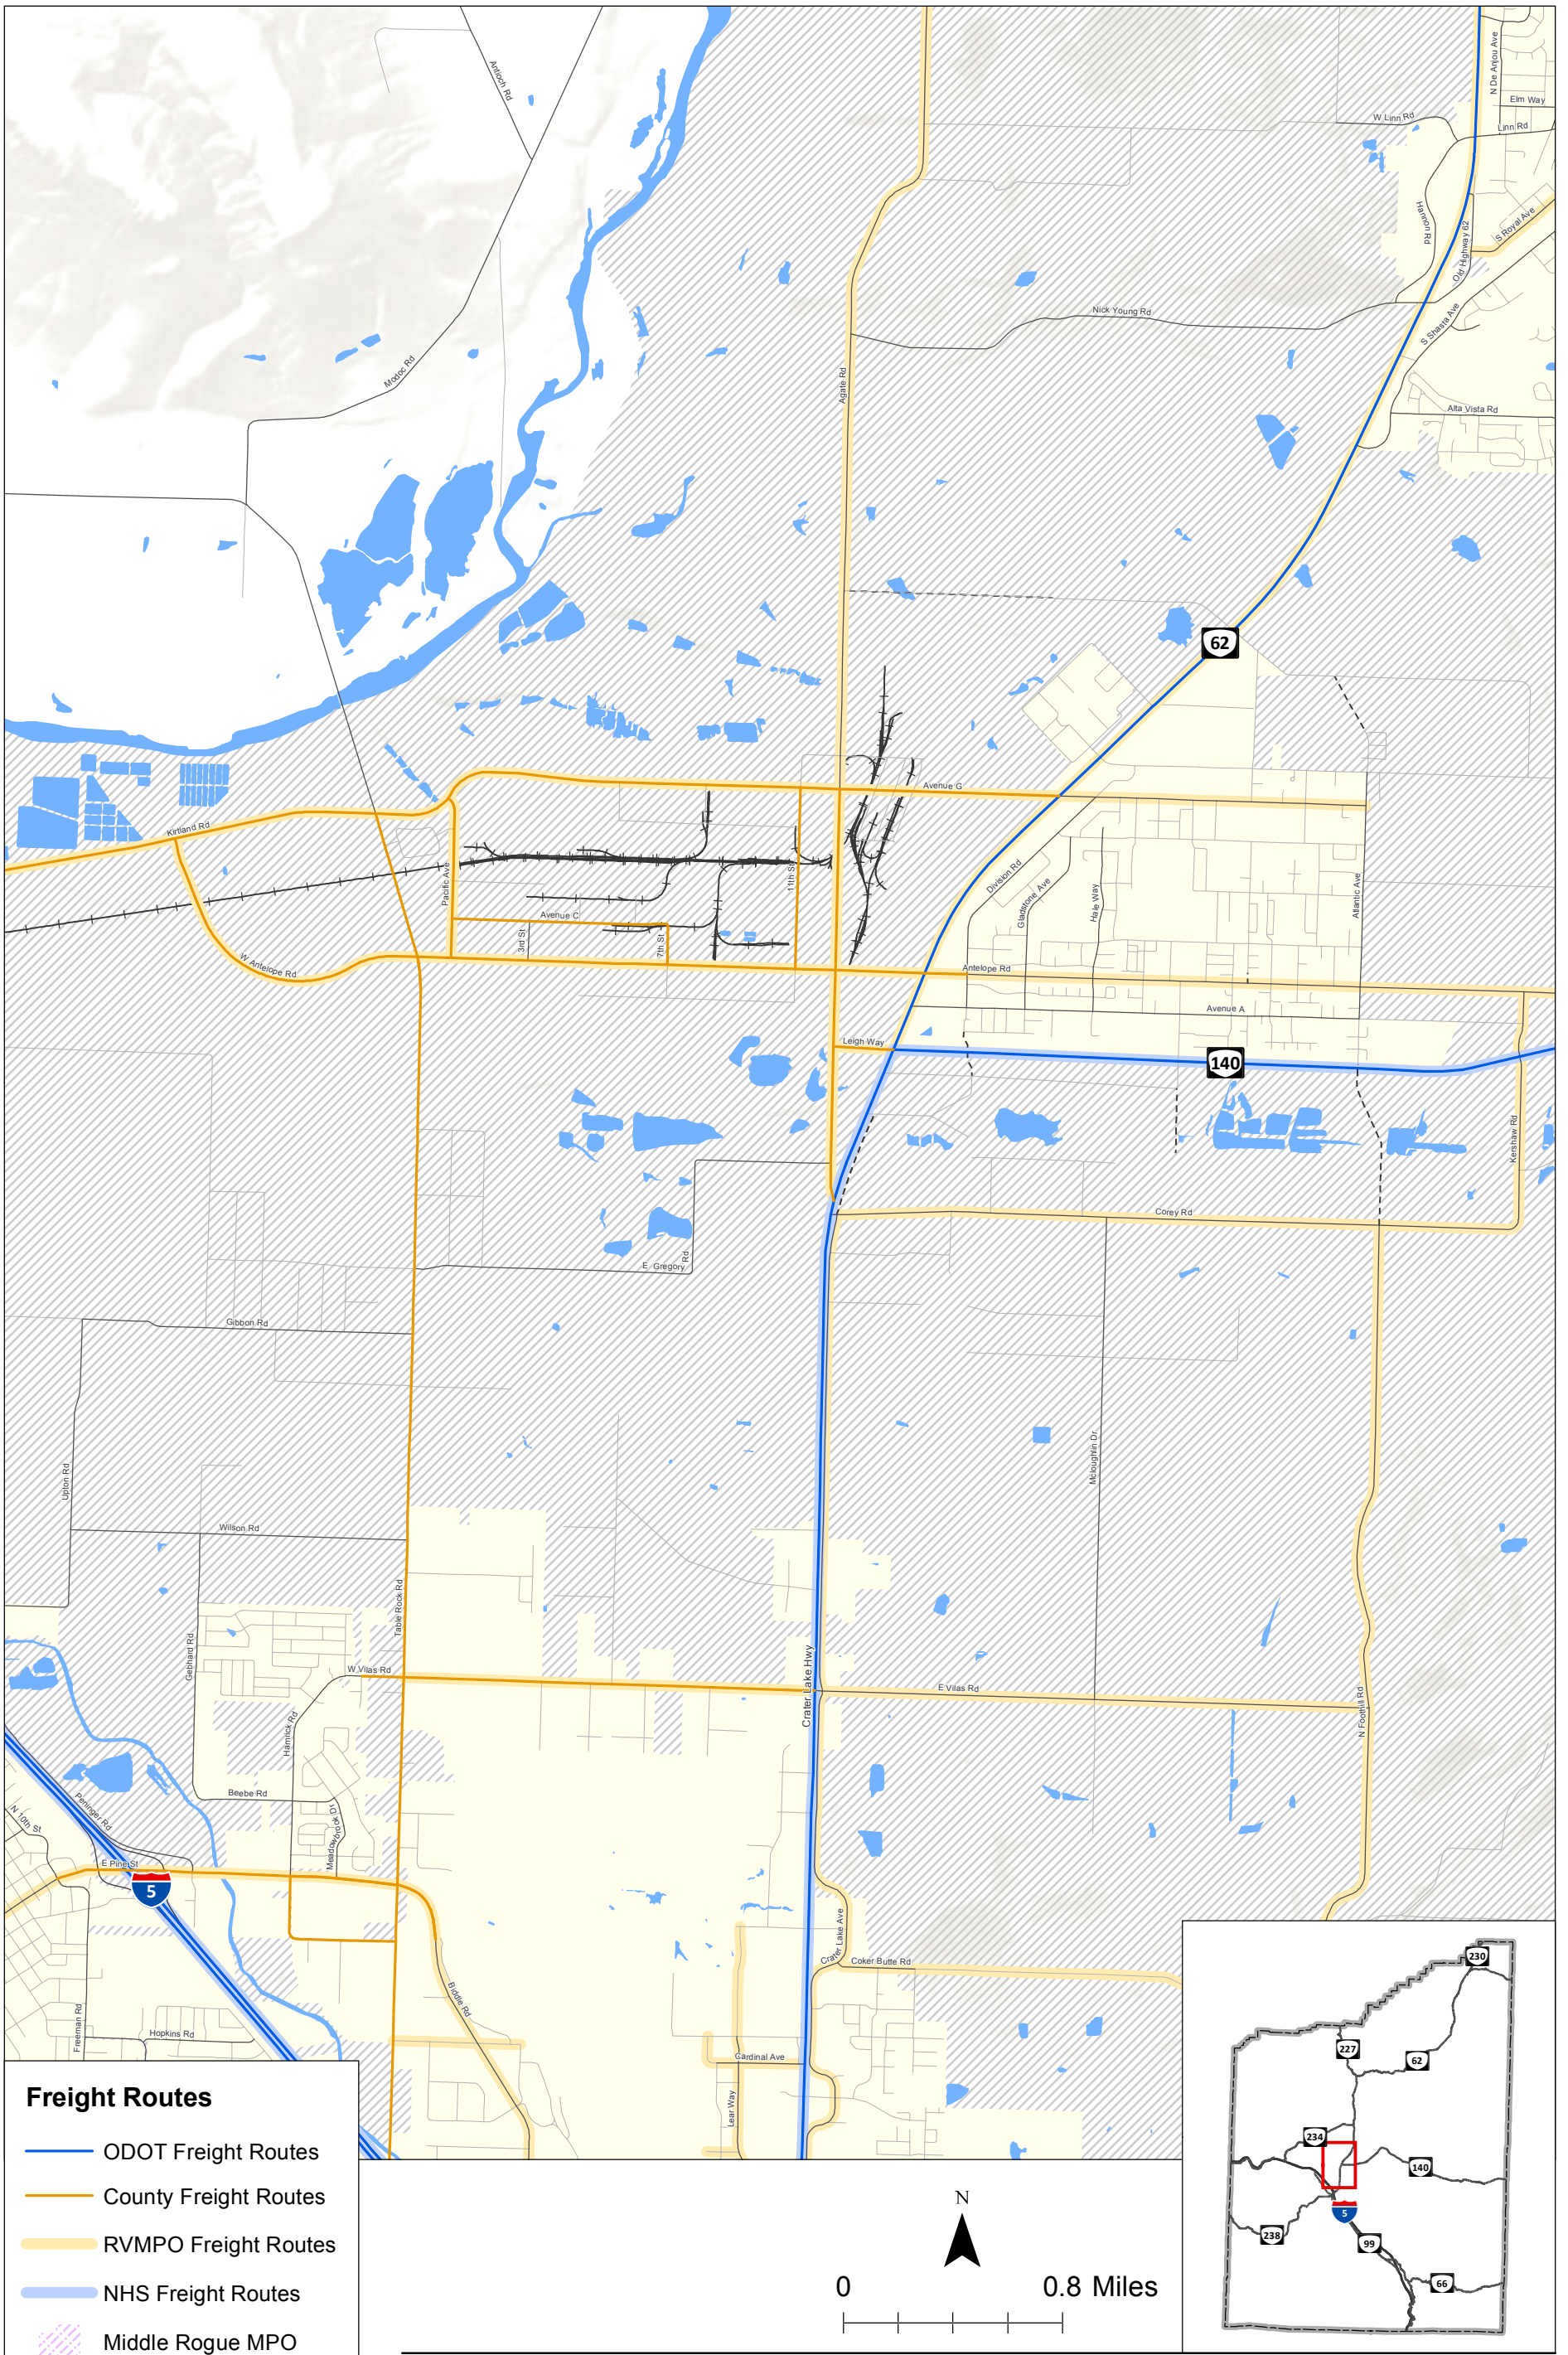 Antioch Rd
N De Anjou Ave
Elm Way
W Linn Rd
Linn Rd
Hannon Rd
Old Highway 62
S Royal Ave
Nick Young Rd
S Shasta Ave
Modoc Rd
Agate Rd
Alta Vista Rd
62
Avenue G
Kirtland Rd
Pacific Ave
11th St
Division Rd
Gladstone Ave
Hale Way
Atlantic Ave
Avenue C
3rd St
7th St
W Antelope Rd
Antelope Rd
Avenue A
Leigh Way
140
Kershaw Rd
Corey Rd
E Gregory Rd
Gibbon Rd
Upton Rd
Mcloughlin Dr
Wilson Rd
Table Rock Rd
Gebhard Rd
W Vilas Rd
Crater Lake Hwy
E Vilas Rd
N Foothill Rd
Hamrick Rd
Beebe Rd
Peninger Rd
N 10th St
Meadowbrook Dr
E Pine St
5
Crater Lake Ave
Coker Butte Rd
Biddle Rd
Freeman Rd
Hopkins Rd
Cardinal Ave
Lear Way
230
227
62
234
140
5
238
99
66
Freight Routes
ODOT Freight Routes
County Freight Routes
RVMPO Freight Routes
NHS Freight Routes
Middle Rogue MPO
N
0 0.8 Miles